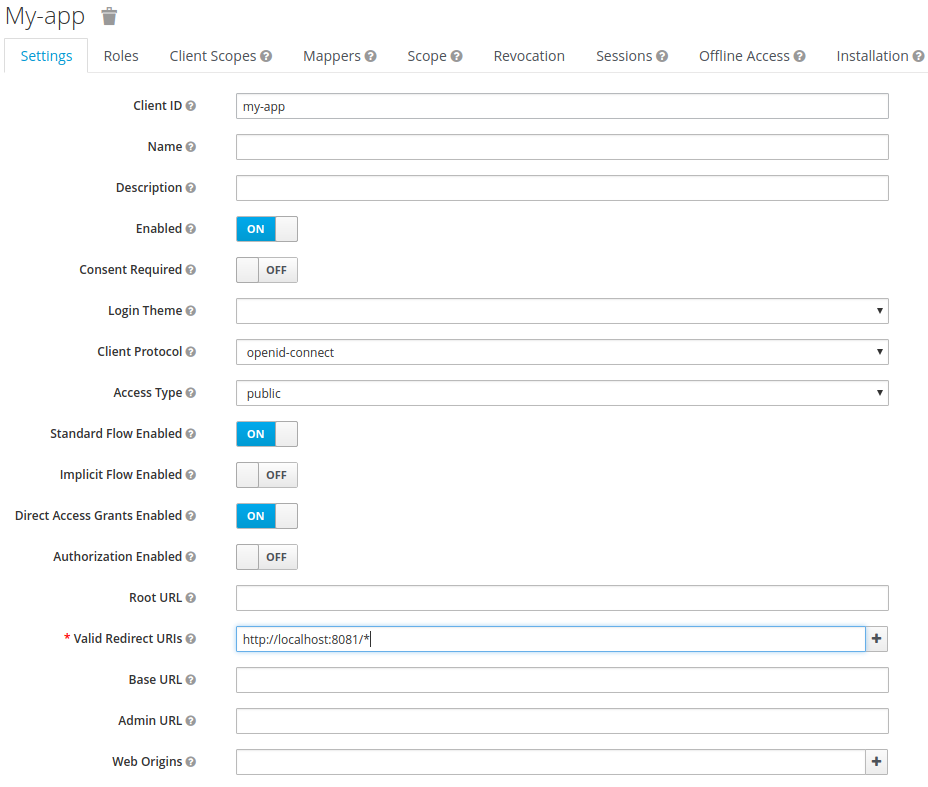 My-app
Settings Roles Client Scopes Mappers Scope Revocation Sessions Offline Access Installation
Client ID my-app
Name
Description
Enabled ON
Consent Required OFF
Login Theme
Client Protocol openid-connect
Access Type public
Standard Flow Enabled ON
Implicit Flow Enabled OFF
Direct Access Grants Enabled ON
Authorization Enabled OFF
Root URL
* Valid Redirect URIs http://localhost:8081/*
Base URL
Admin URL
Web Origins